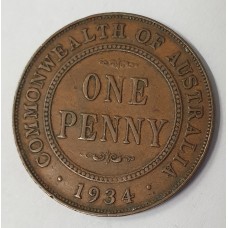 COMMONWEALTH OF AUSTRALIA
ONE
PENNY
· 1934 ·